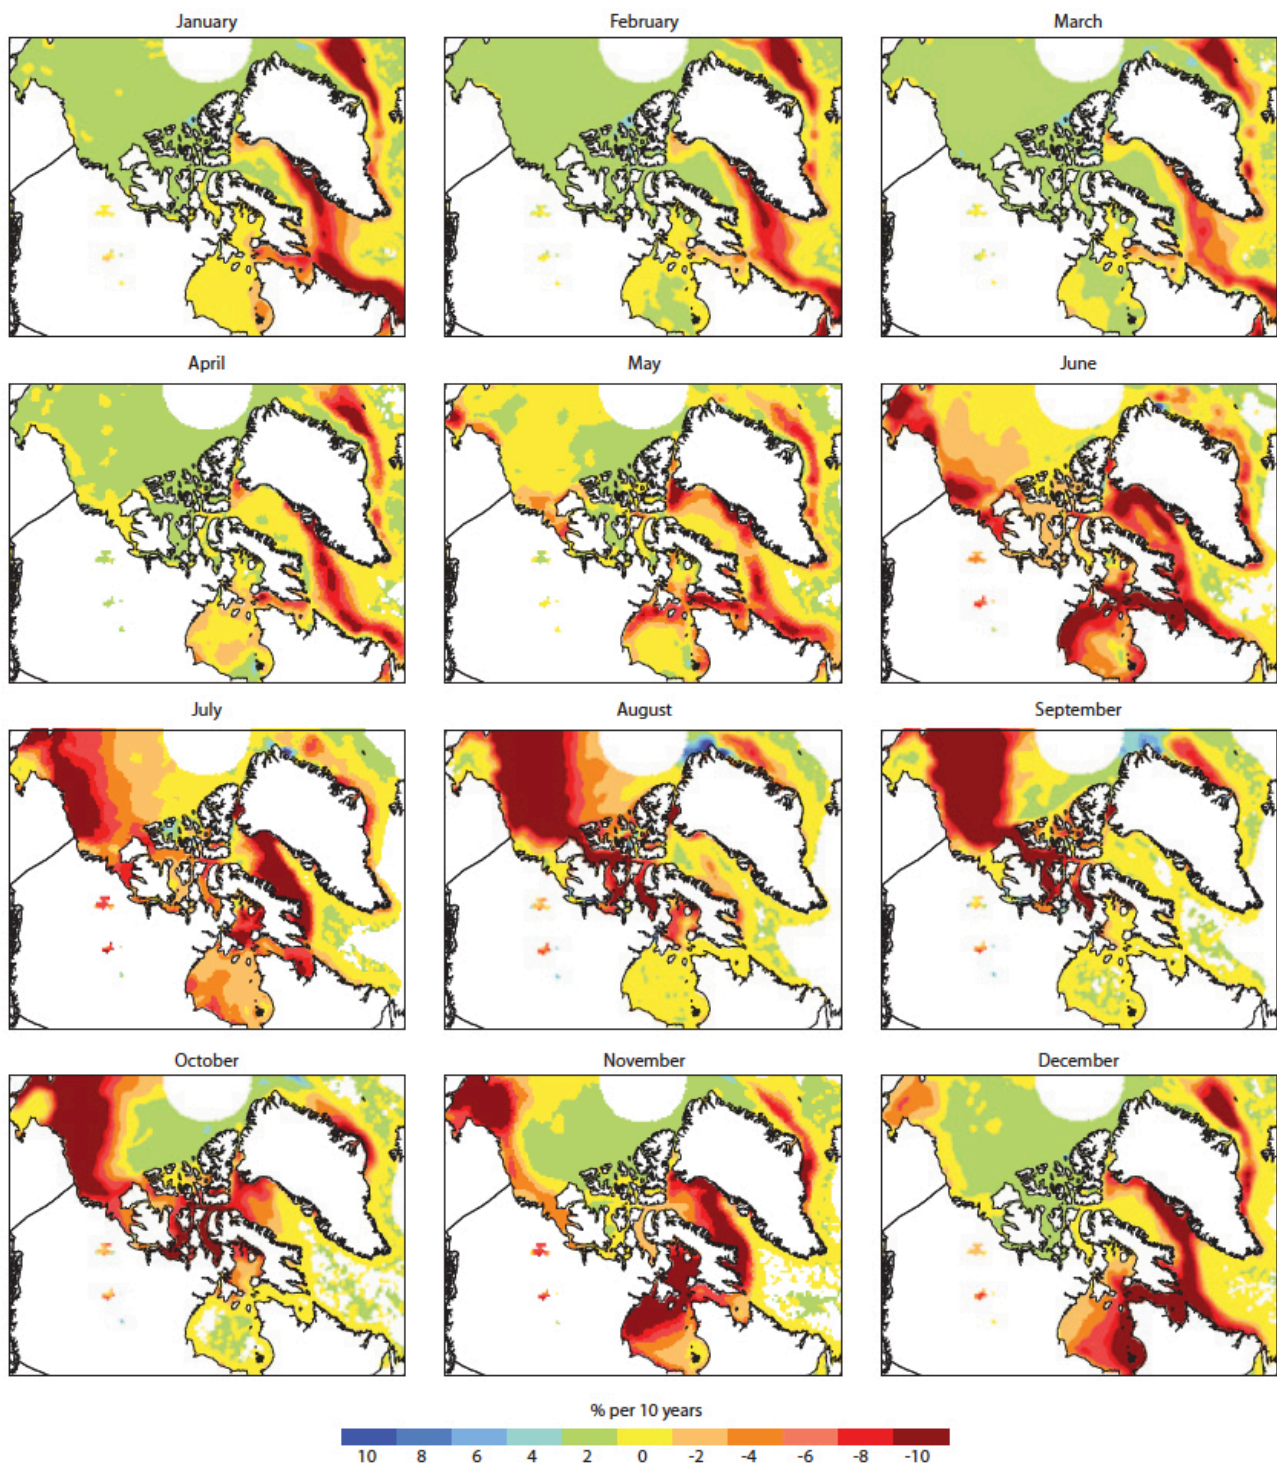 January February March
April May June
July August September
October November December
% per 10 years
10 8 6 4 2 0 -2 -4 -6 -8 -10